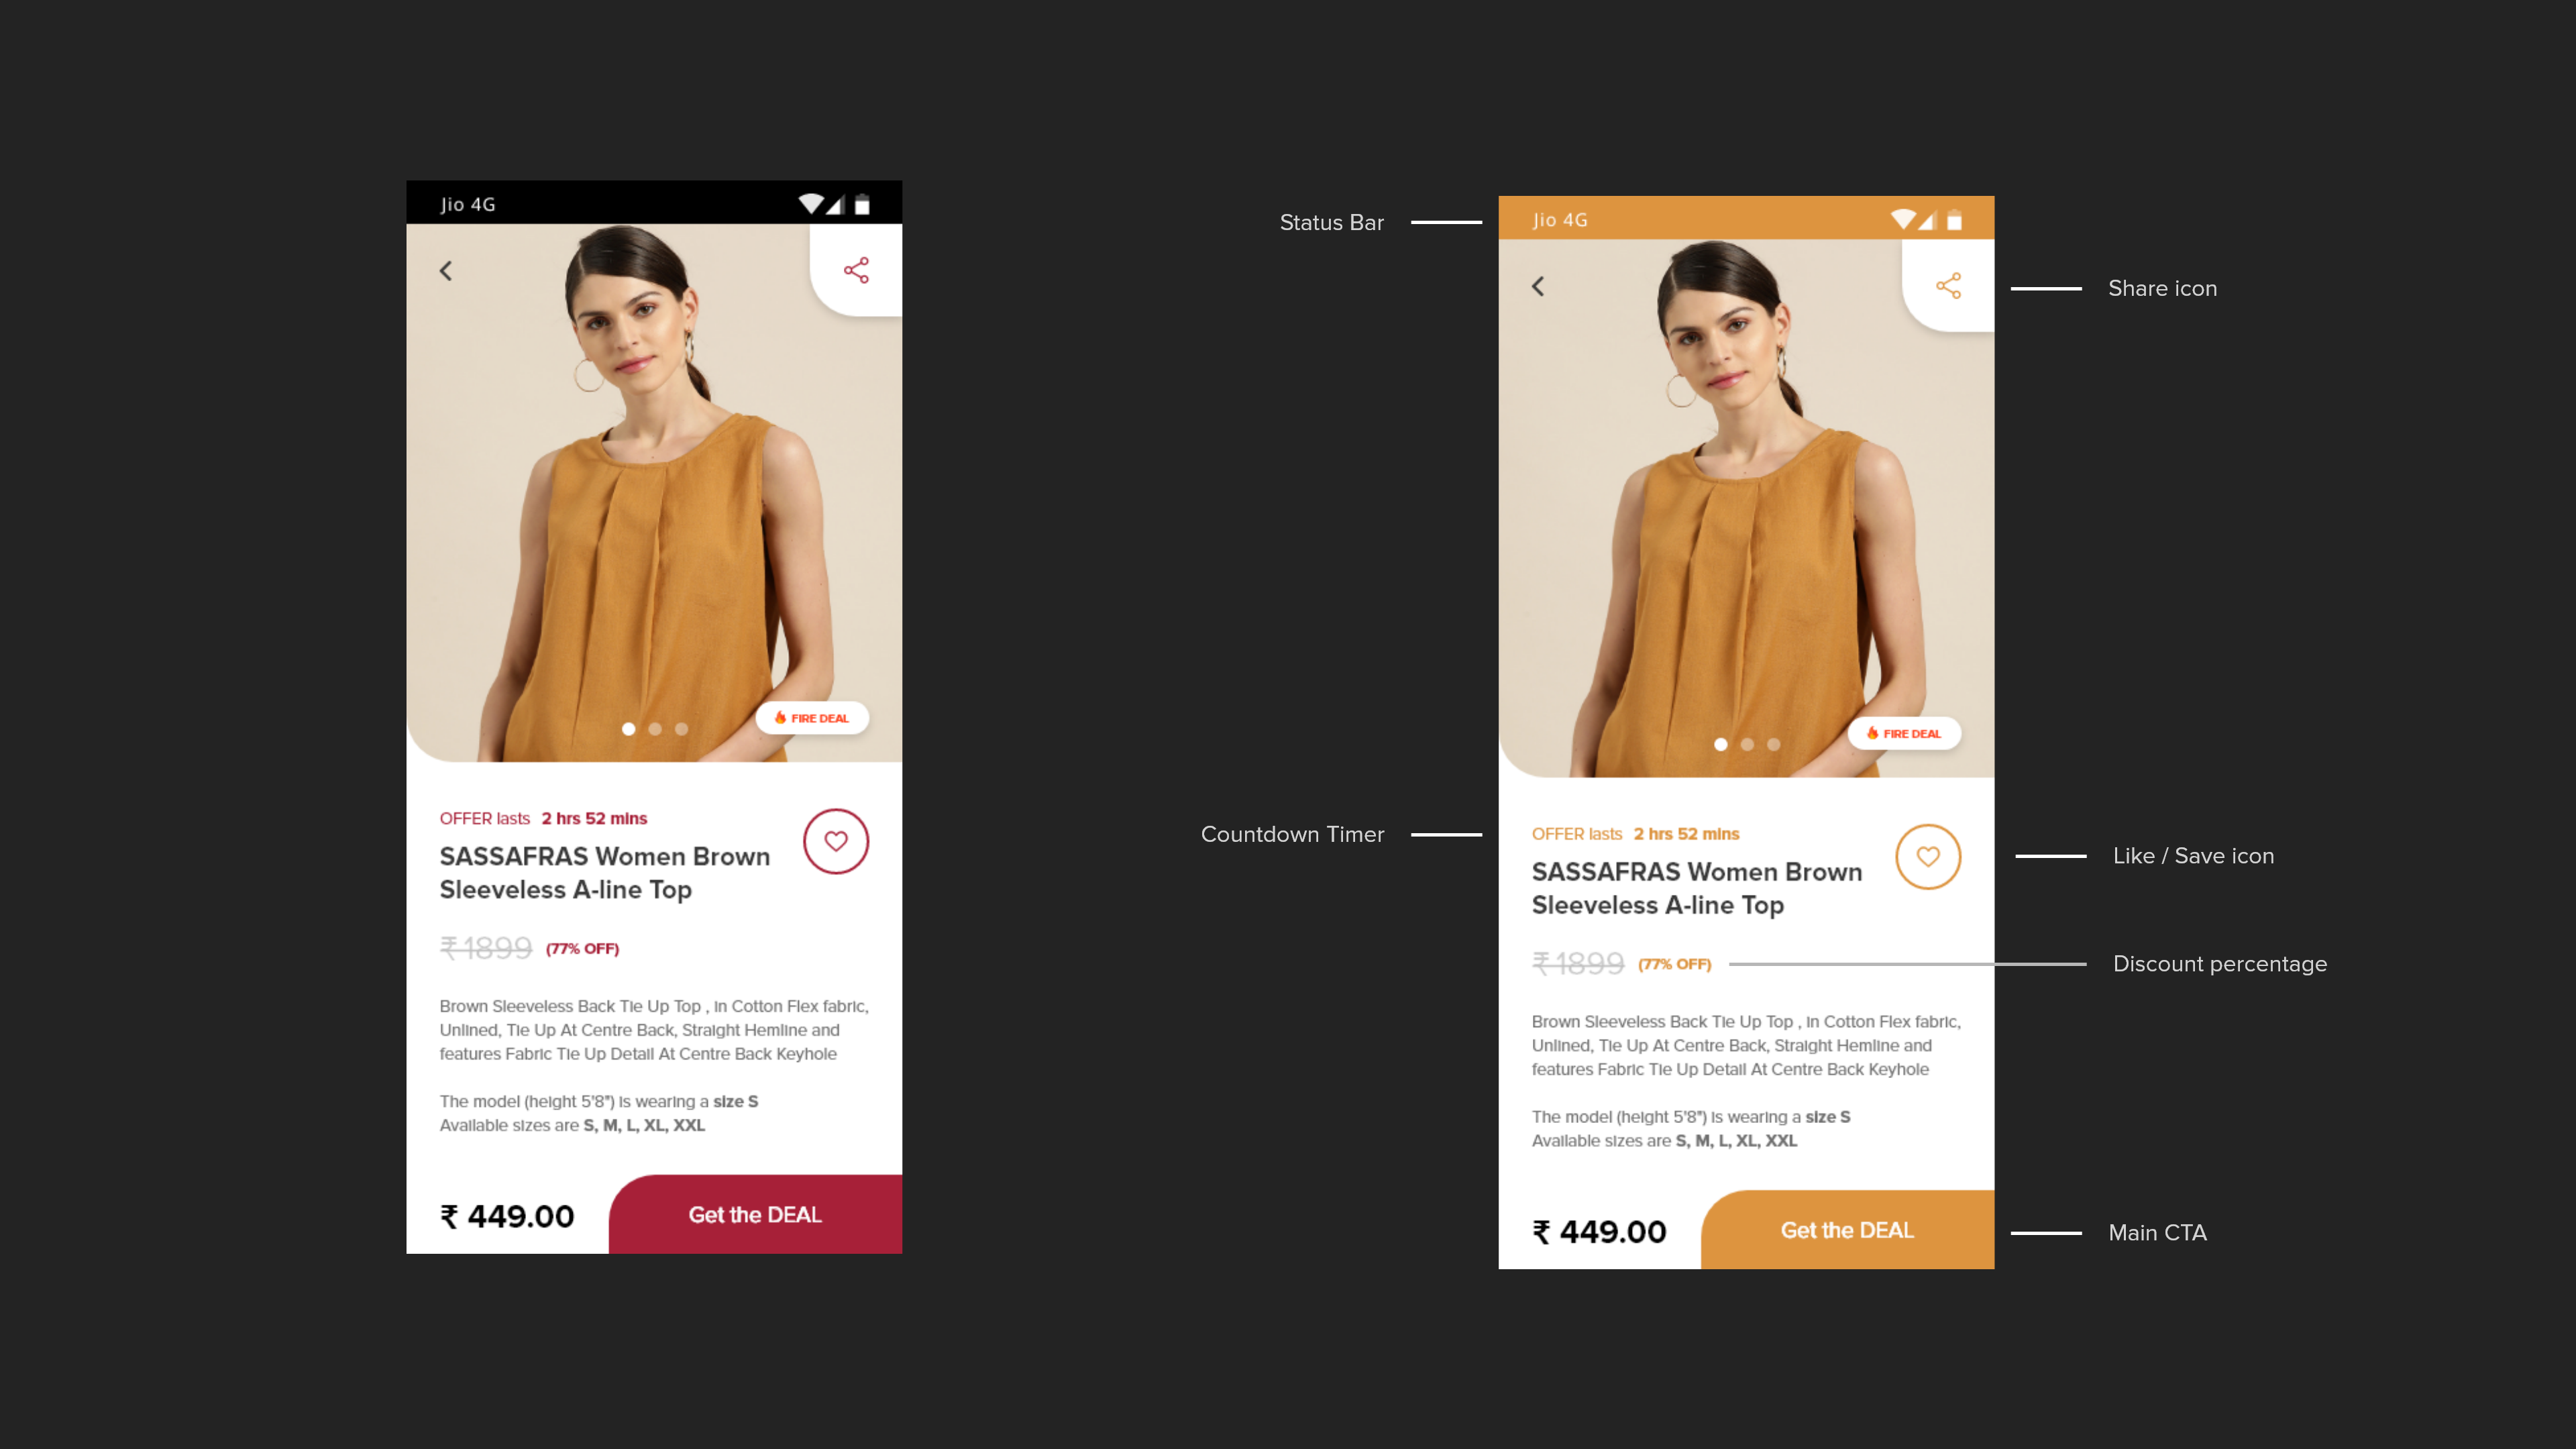 Jio 4G
FIRE DEAL
OFFER lasts 2 hrs 52 mins
SASSAFRAS Women Brown
Sleeveless A-line Top
₹ 1899 (77% OFF)
Brown Sleeveless Back Tie Up Top , in Cotton Flex fabric,
Unlined, Tie Up At Centre Back, Straight Hemline and
features Fabric Tie Up Detail At Centre Back Keyhole
The model (height 5'8") is wearing a size S
Available sizes are S, M, L, XL, XXL
₹ 449.00
Get the DEAL
Status Bar
Jio 4G
Share icon
FIRE DEAL
Countdown Timer
OFFER lasts 2 hrs 52 mins
SASSAFRAS Women Brown
Sleeveless A-line Top
Like / Save icon
₹ 1899 (77% OFF)
Discount percentage
Brown Sleeveless Back Tie Up Top , in Cotton Flex fabric,
Unlined, Tie Up At Centre Back, Straight Hemline and
features Fabric Tie Up Detail At Centre Back Keyhole
The model (height 5'8") is wearing a size S
Available sizes are S, M, L, XL, XXL
₹ 449.00
Get the DEAL
Main CTA